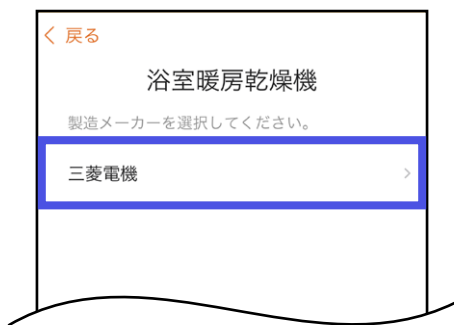 戻る
浴室暖房乾燥機
製造メーカーを選択してください。
三菱電機